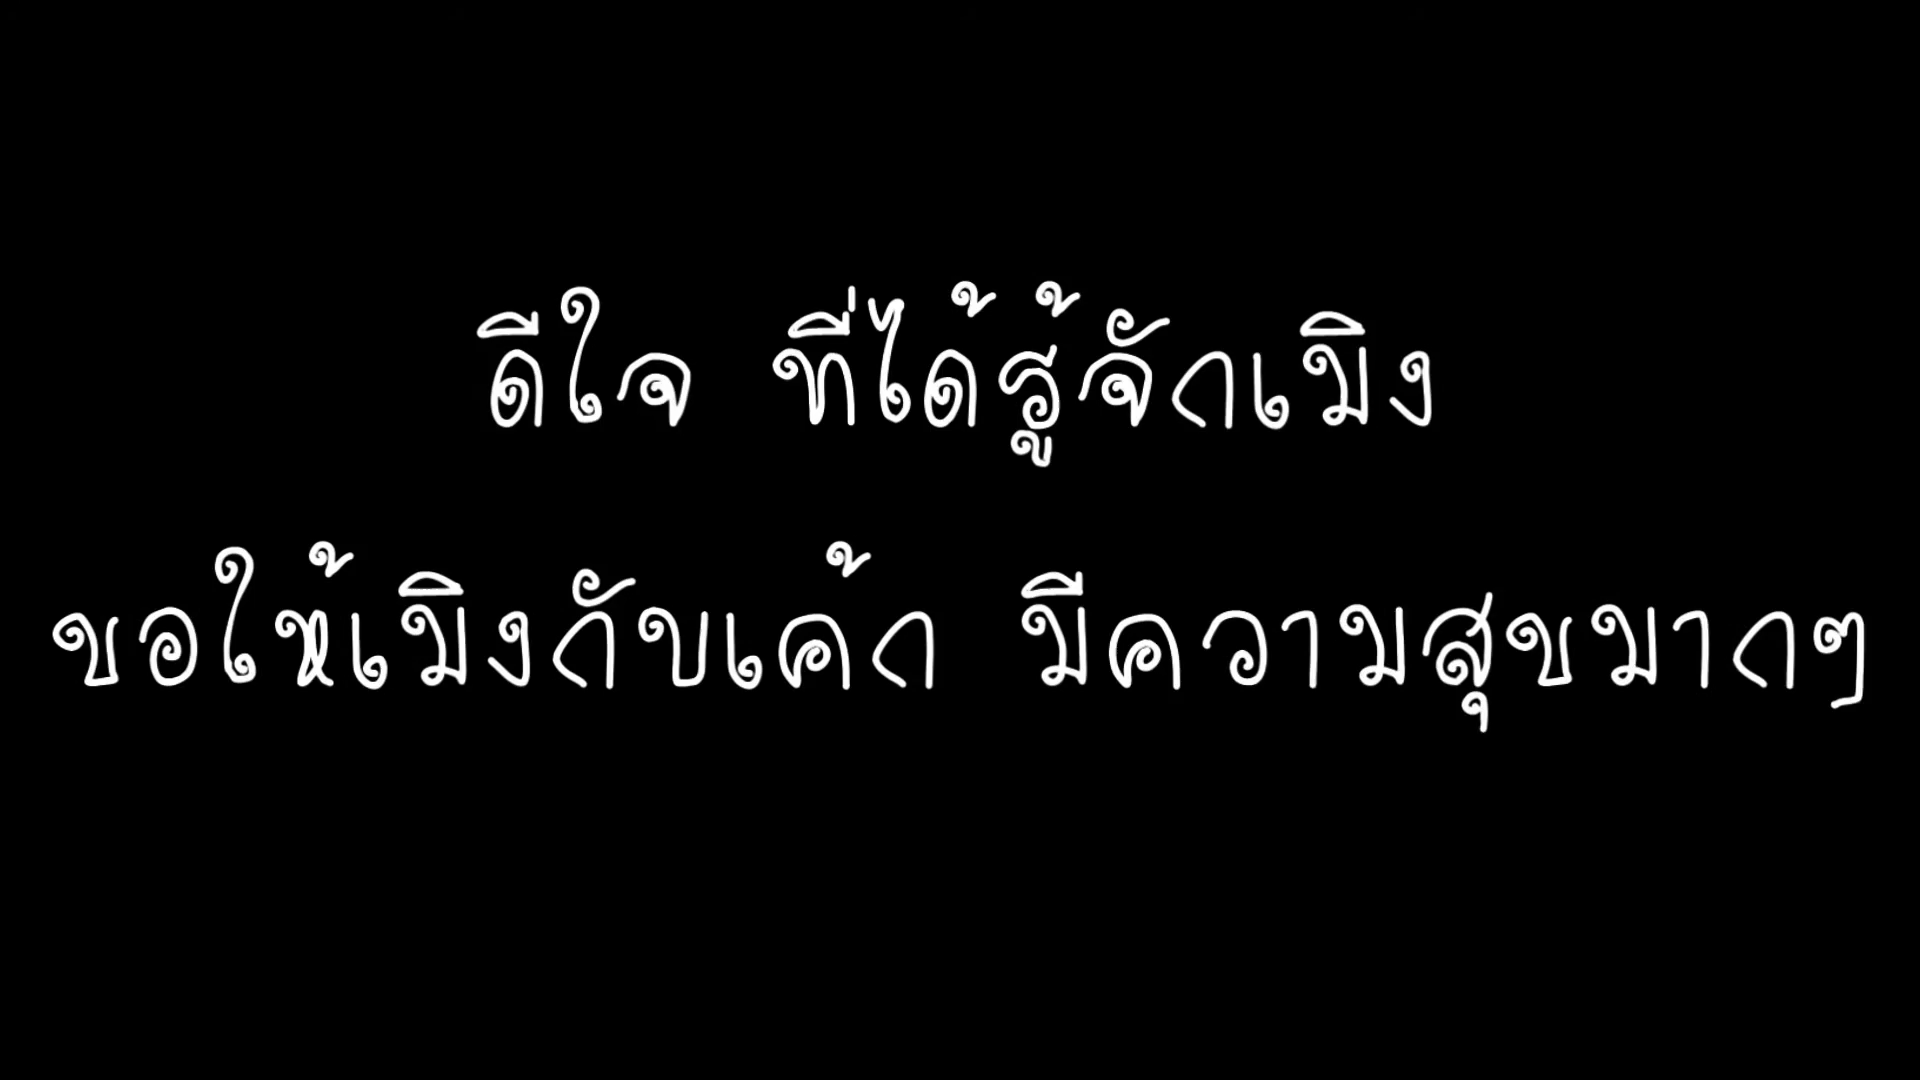 ดีใจ ที่ได้รู้จักเมิง
ขอให้เมิงกับเค้ก มีความสุขมากๆ